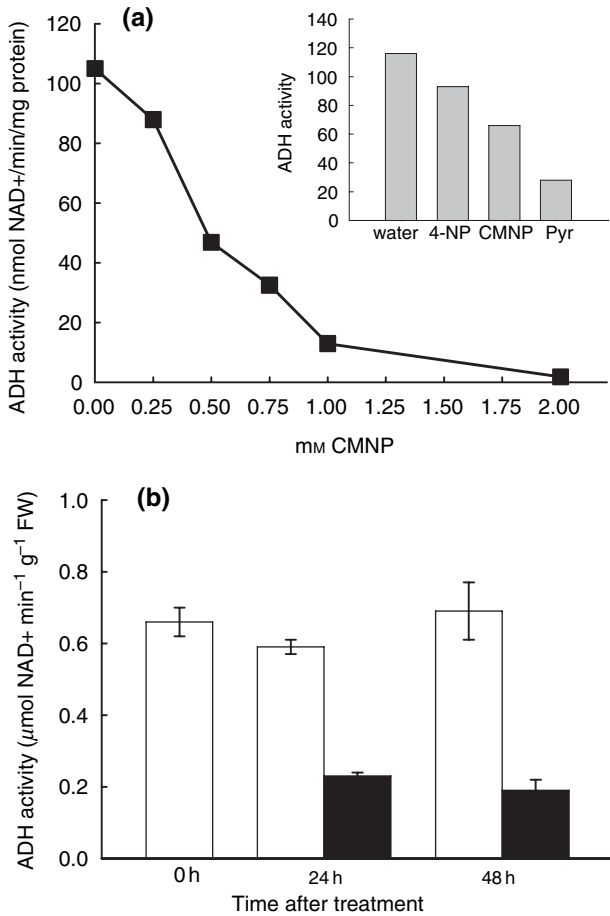 (a)
ADH activity (nmol NAD+/min/mg protein)
120
100
80
60
40
20
0
0.00 0.25 0.50 0.75 1.00 1.25 1.50 1.75 2.00
mM CMNP
ADH activity
140
120
100
80
60
40
20
0
water 4-NP CMNP Pyr
(b)
ADH activity (μmol NAD+ min⁻¹ g⁻¹ FW)
1.0
0.8
0.6
0.4
0.2
0.0
0 h 24 h 48 h
Time after treatment